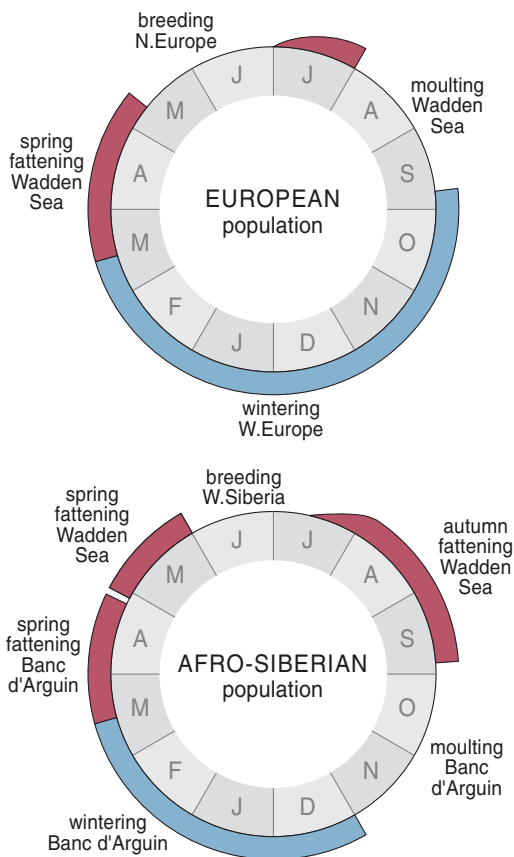 breeding
N.Europe
moulting
Wadden
Sea
spring
fattening
Wadden
Sea
J
J
A
S
O
N
D
J
F
M
A
M
EUROPEAN
population
wintering
W.Europe
breeding
W.Siberia
spring
fattening
Wadden
Sea
autumn
fattening
Wadden
Sea
spring
fattening
Banc
d'Arguin
J
J
A
S
O
N
D
J
F
M
A
M
AFRO-SIBERIAN
population
moulting
Banc
d'Arguin
wintering
Banc d'Arguin